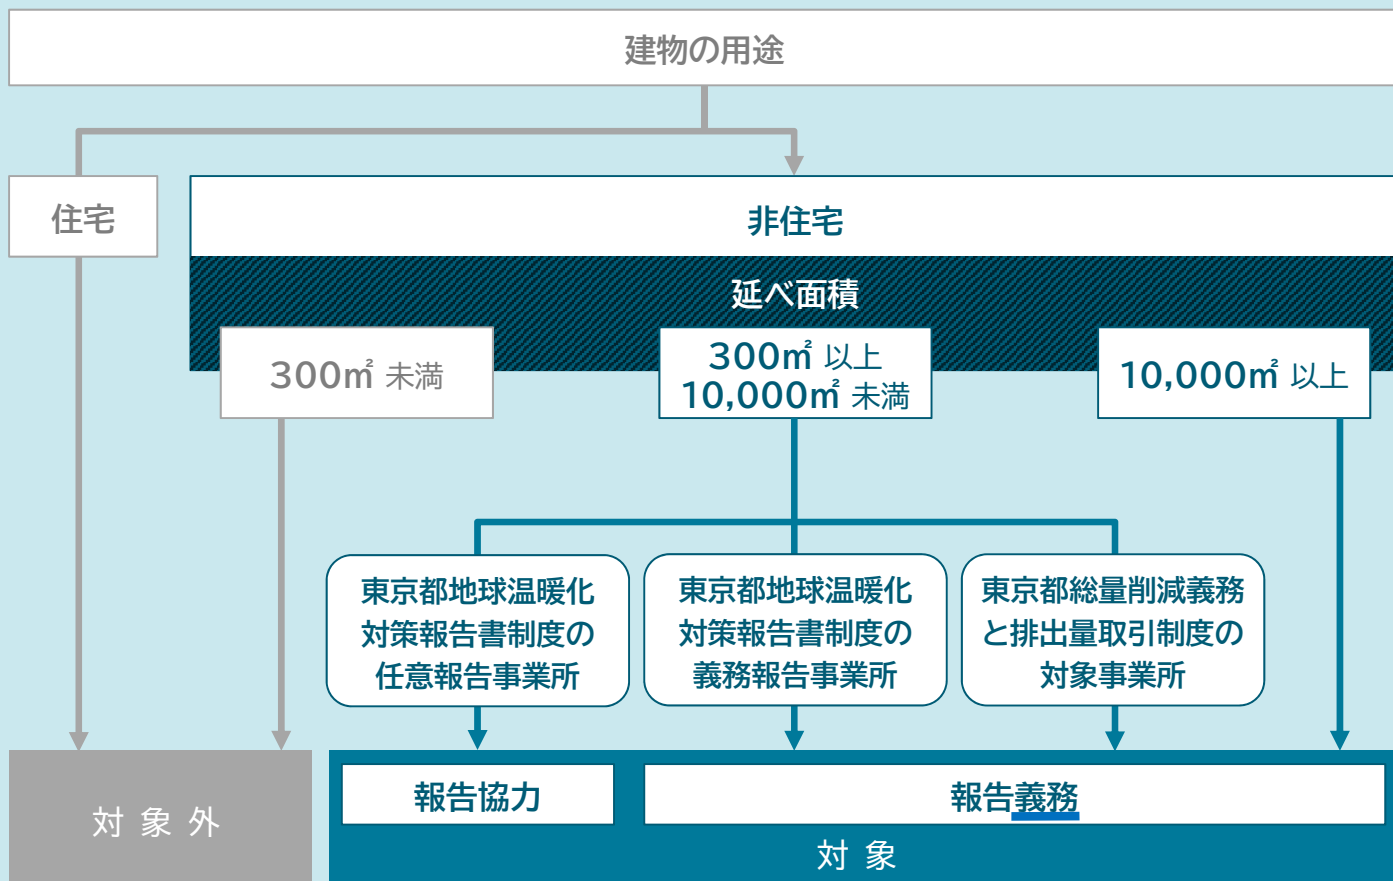 建物の用途
住宅
非住宅
延べ面積
300㎡ 未満
300㎡ 以上
10,000㎡ 未満
10,000㎡ 以上
東京都地球温暖化
対策報告書制度の
任意報告事業所
東京都地球温暖化
対策報告書制度の
義務報告事業所
東京都総量削減義務
と排出量取引制度の
対象事業所
対 象 外
報告協力
報告義務
対 象